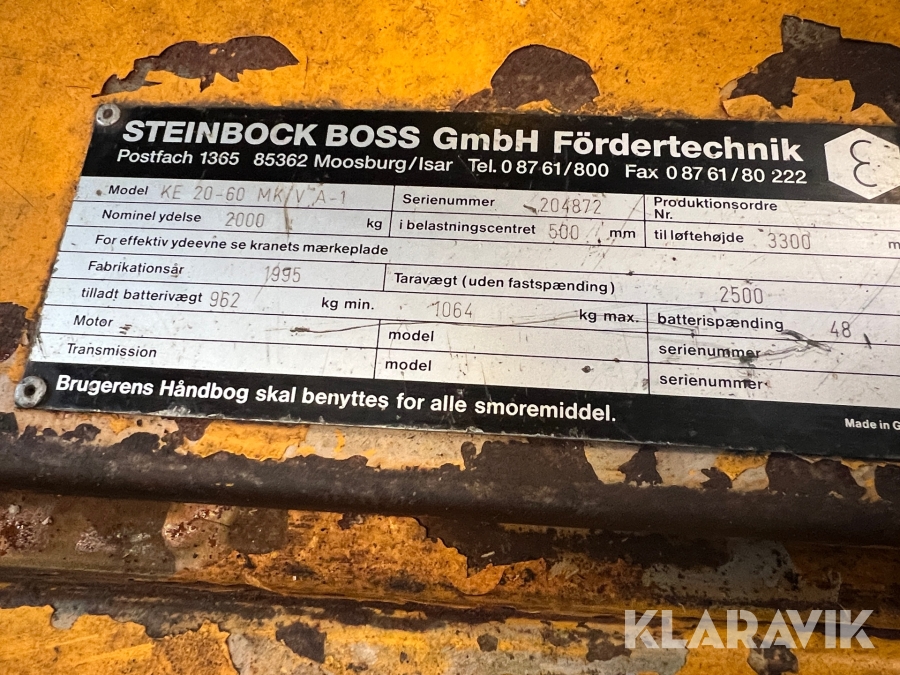 STEINBOCK BOSS GmbH Fördertechnik
Postfach 1365 85362 Moosburg/Isar Tel. 0 87 61/800 Fax 0 87 61/80 222
Model KE 20-60 MK/V A-1 Serienummer 204872 Produktionsordre Nr.
Nominel ydelse 2000 kg i belastningscentret 500 mm til løftehøjde 3300 m
For effektiv ydeevne se kranets mærkeplade
Fabrikationsår 1995 Taravægt (uden fastspænding) 2500
tilladt batterivægt 962 kg min. 1064 kg max. batterispænding 48
Motor model serienummer
Transmission model serienummer
Brugerens Håndbog skal benyttes for alle smoremiddel.
Made in G
KLARAVIK